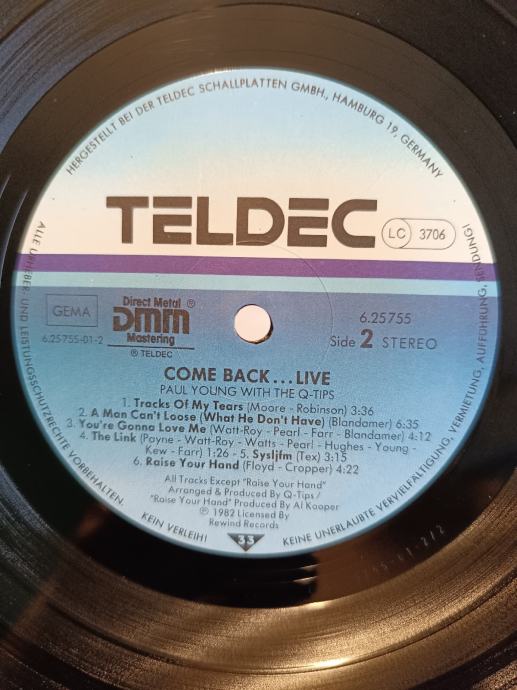 HERGESTELLT BEI DER TELDEC SCHALLPLATTEN GMBH., HAMBURG 19, GERMANY
TELDEC
LC 3706
GEMA
6.25755-01-2
Direct Metal ®
DMM
Mastering
® TELDEC
6.25755
Side 2 STEREO
COME BACK...LIVE
PAUL YOUNG WITH THE Q-TIPS
1. Tracks Of My Tears (Moore - Robinson) 3:36
2. A Man Can't Loose (What He Don't Have) (Blandamer) 6:35
3. You're Gonna Love Me (Watt-Roy - Pearl - Farr - Blandamer) 4:12
4. The Link (Payne - Watt-Roy - Watts - Pearl - Hughes - Young -
Kew - Farr) 1:26 - 5. Sysljfm (Tex) 3:15
6. Raise Your Hand (Floyd - Cropper) 4:22
All Tracks Except "Raise Your Hand"
Arranged & Produced By Q-Tips /
"Raise Your Hand" Produced By Al Kooper
℗ 1982 Licensed By
Rewind Records
33
ALLE URHEBER- UND LEISTUNGSSCHUTZRECHTE VORBEHALTEN.
KEIN VERLEIH!
KEINE UNERLAUBTE VERVIELFÄLTIGUNG, VERMIETUNG, AUFFÜHRUNG, SENDUNG!